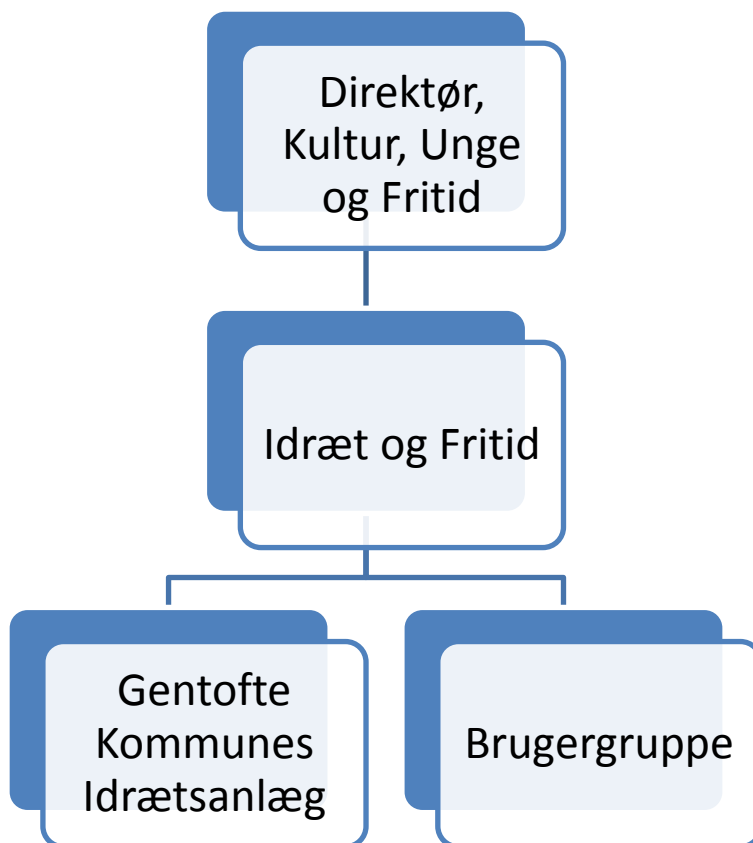 Direktør,
Kultur, Unge
og Fritid
Idræt og Fritid
Gentofte
Kommunes
Idrætsanlæg
Brugergruppe